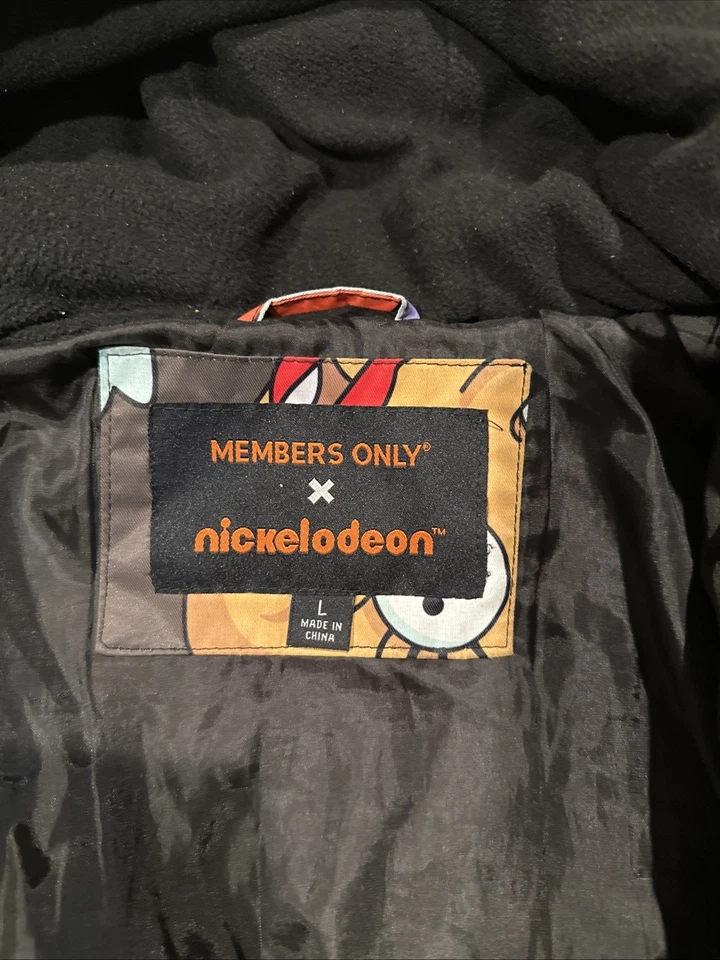 MEMBERS ONLY®
X
nickelodeon™
L
MADE IN
CHINA